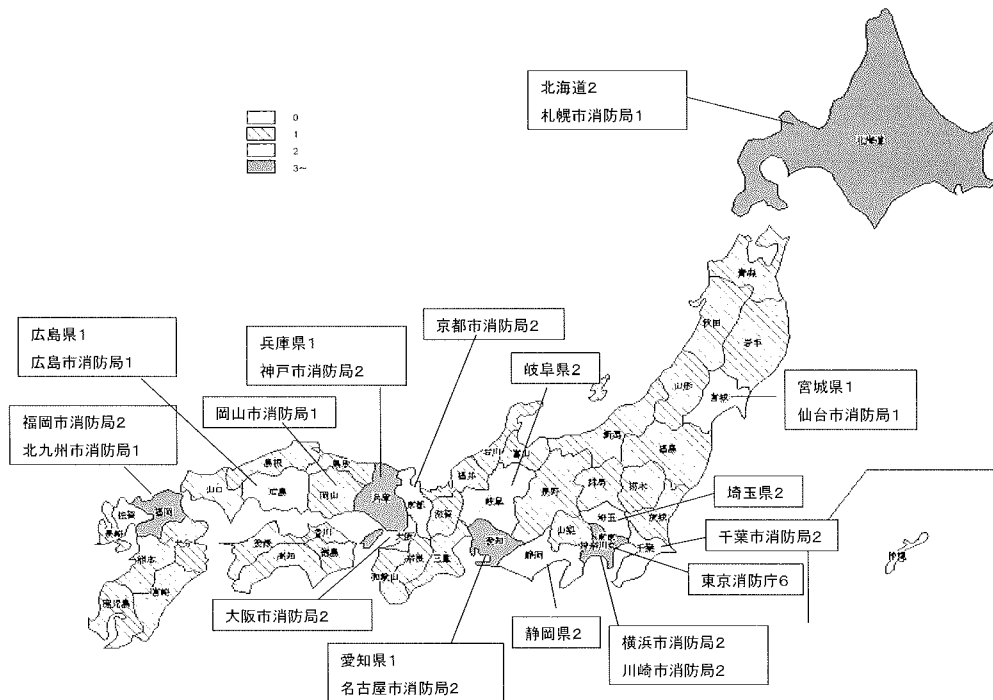 北海道2
札幌市消防局1
0
1
2
3~
北海道
青森
秋田
岩手
山形
宮城
宮城県1
仙台市消防局1
新潟
福島
広島県1
広島市消防局1
兵庫県1
神戸市消防局2
京都市消防局2
岐阜県2
岡山市消防局1
福岡市消防局2
北九州市消防局1
石川
富山
福井
長野
群馬
栃木
茨城
埼玉
埼玉県2
島根
鳥取
山口
広島
岡山
兵庫
京都
滋賀
岐阜
愛知
山梨
東京
神奈川
千葉
千葉市消防局2
東京消防庁6
佐賀
福岡
長崎
熊本
宮崎
鹿児島
愛媛
香川
高知
徳島
大阪
奈良
三重
和歌山
静岡
沖縄
大阪市消防局2
静岡県2
愛知県1
名古屋市消防局2
横浜市消防局2
川崎市消防局2